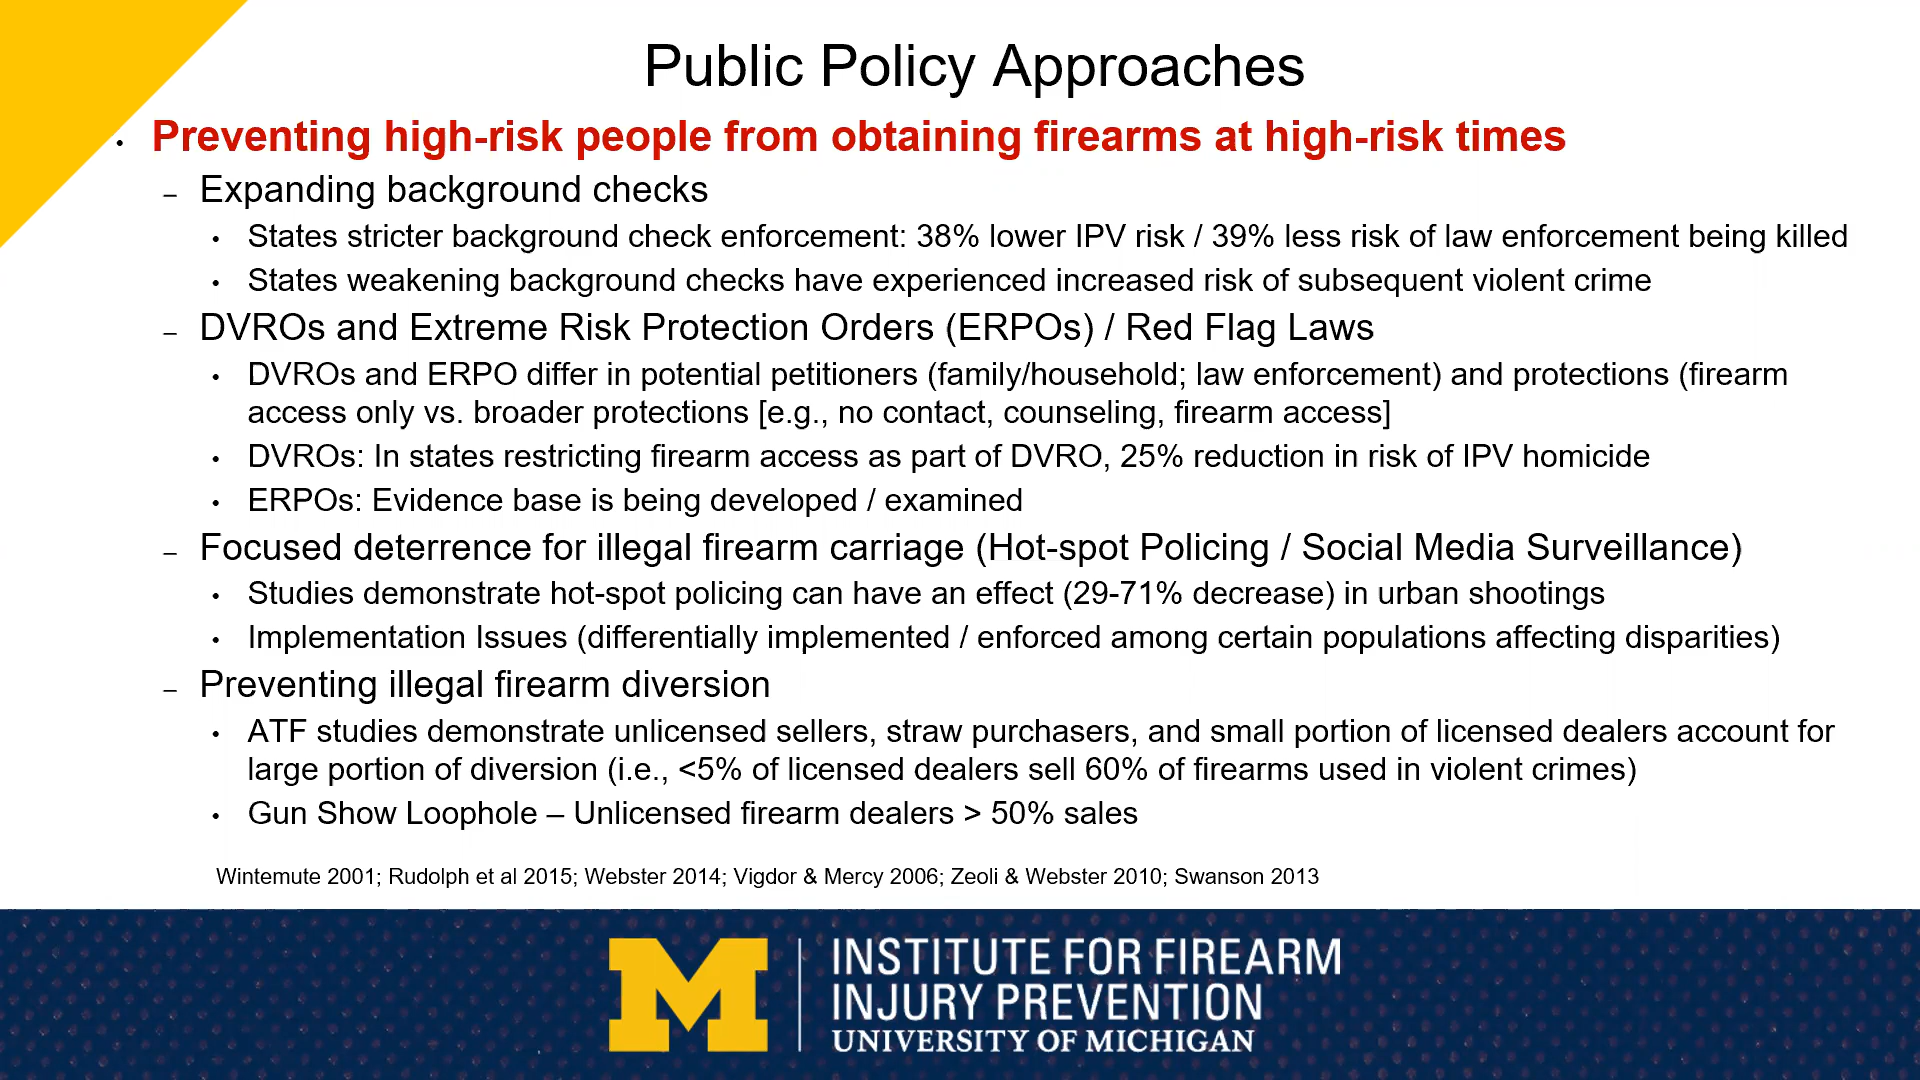 Public Policy Approaches
• Preventing high-risk people from obtaining firearms at high-risk times
– Expanding background checks
• States stricter background check enforcement: 38% lower IPV risk / 39% less risk of law enforcement being killed
• States weakening background checks have experienced increased risk of subsequent violent crime
– DVROs and Extreme Risk Protection Orders (ERPOs) / Red Flag Laws
• DVROs and ERPO differ in potential petitioners (family/household; law enforcement) and protections (firearm
access only vs. broader protections [e.g., no contact, counseling, firearm access]
• DVROs: In states restricting firearm access as part of DVRO, 25% reduction in risk of IPV homicide
• ERPOs: Evidence base is being developed / examined
– Focused deterrence for illegal firearm carriage (Hot-spot Policing / Social Media Surveillance)
• Studies demonstrate hot-spot policing can have an effect (29-71% decrease) in urban shootings
• Implementation Issues (differentially implemented / enforced among certain populations affecting disparities)
– Preventing illegal firearm diversion
• ATF studies demonstrate unlicensed sellers, straw purchasers, and small portion of licensed dealers account for
large portion of diversion (i.e., <5% of licensed dealers sell 60% of firearms used in violent crimes)
• Gun Show Loophole – Unlicensed firearm dealers > 50% sales
Wintemute 2001; Rudolph et al 2015; Webster 2014; Vigdor & Mercy 2006; Zeoli & Webster 2010; Swanson 2013
M
INSTITUTE FOR FIREARM
INJURY PREVENTION
UNIVERSITY OF MICHIGAN